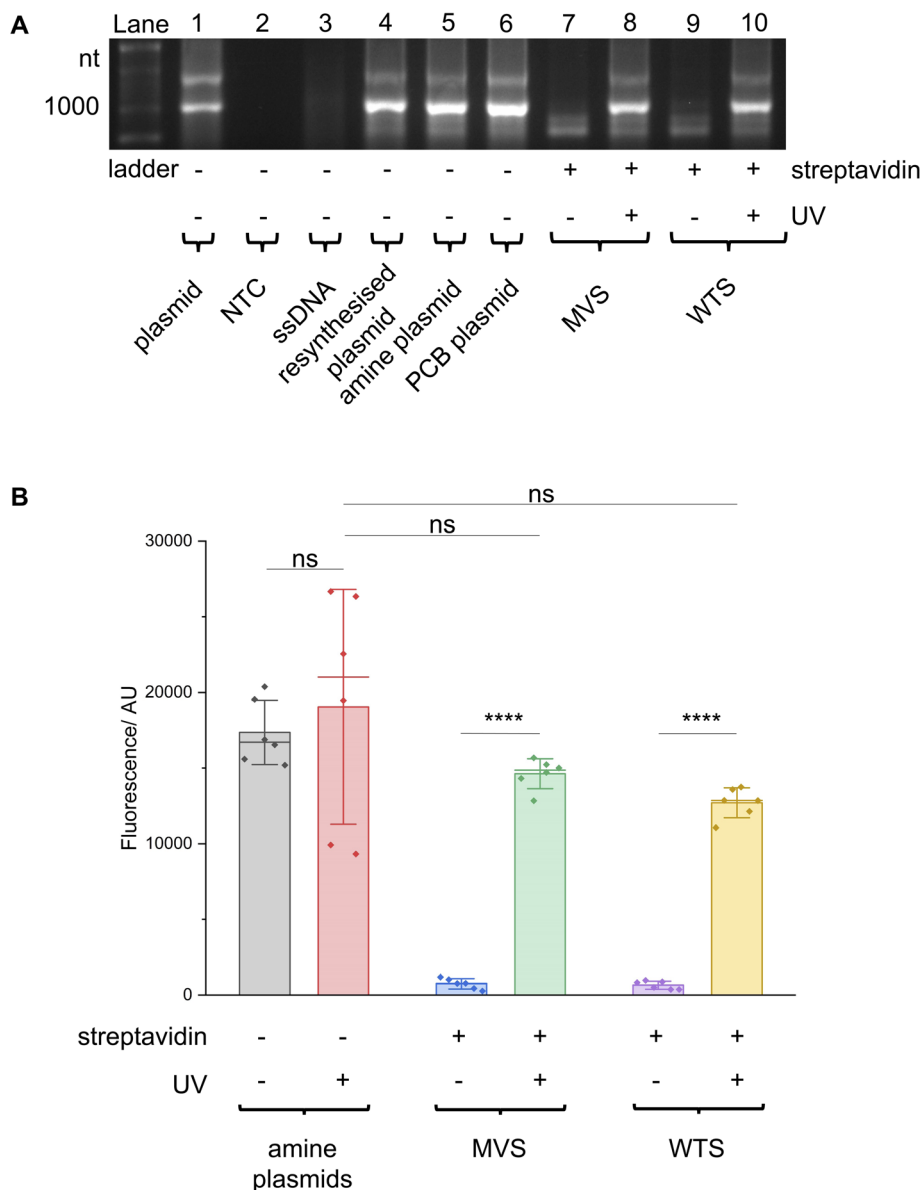 A
Lane 1 2 3 4 5 6 7 8 9 10
nt
1000
ladder - - - - - - + + + + streptavidin
- - - - - - - + - + UV
plasmid
NTC
ssDNA
resynthesised
plasmid
amine plasmid
PCB plasmid
MVS
WTS
B
ns
ns
ns
30000
**** ****
20000
10000
0
Fluorescence/ AU
streptavidin - - + + + +
UV - + - + - +
amine
plasmids
MVS
WTS